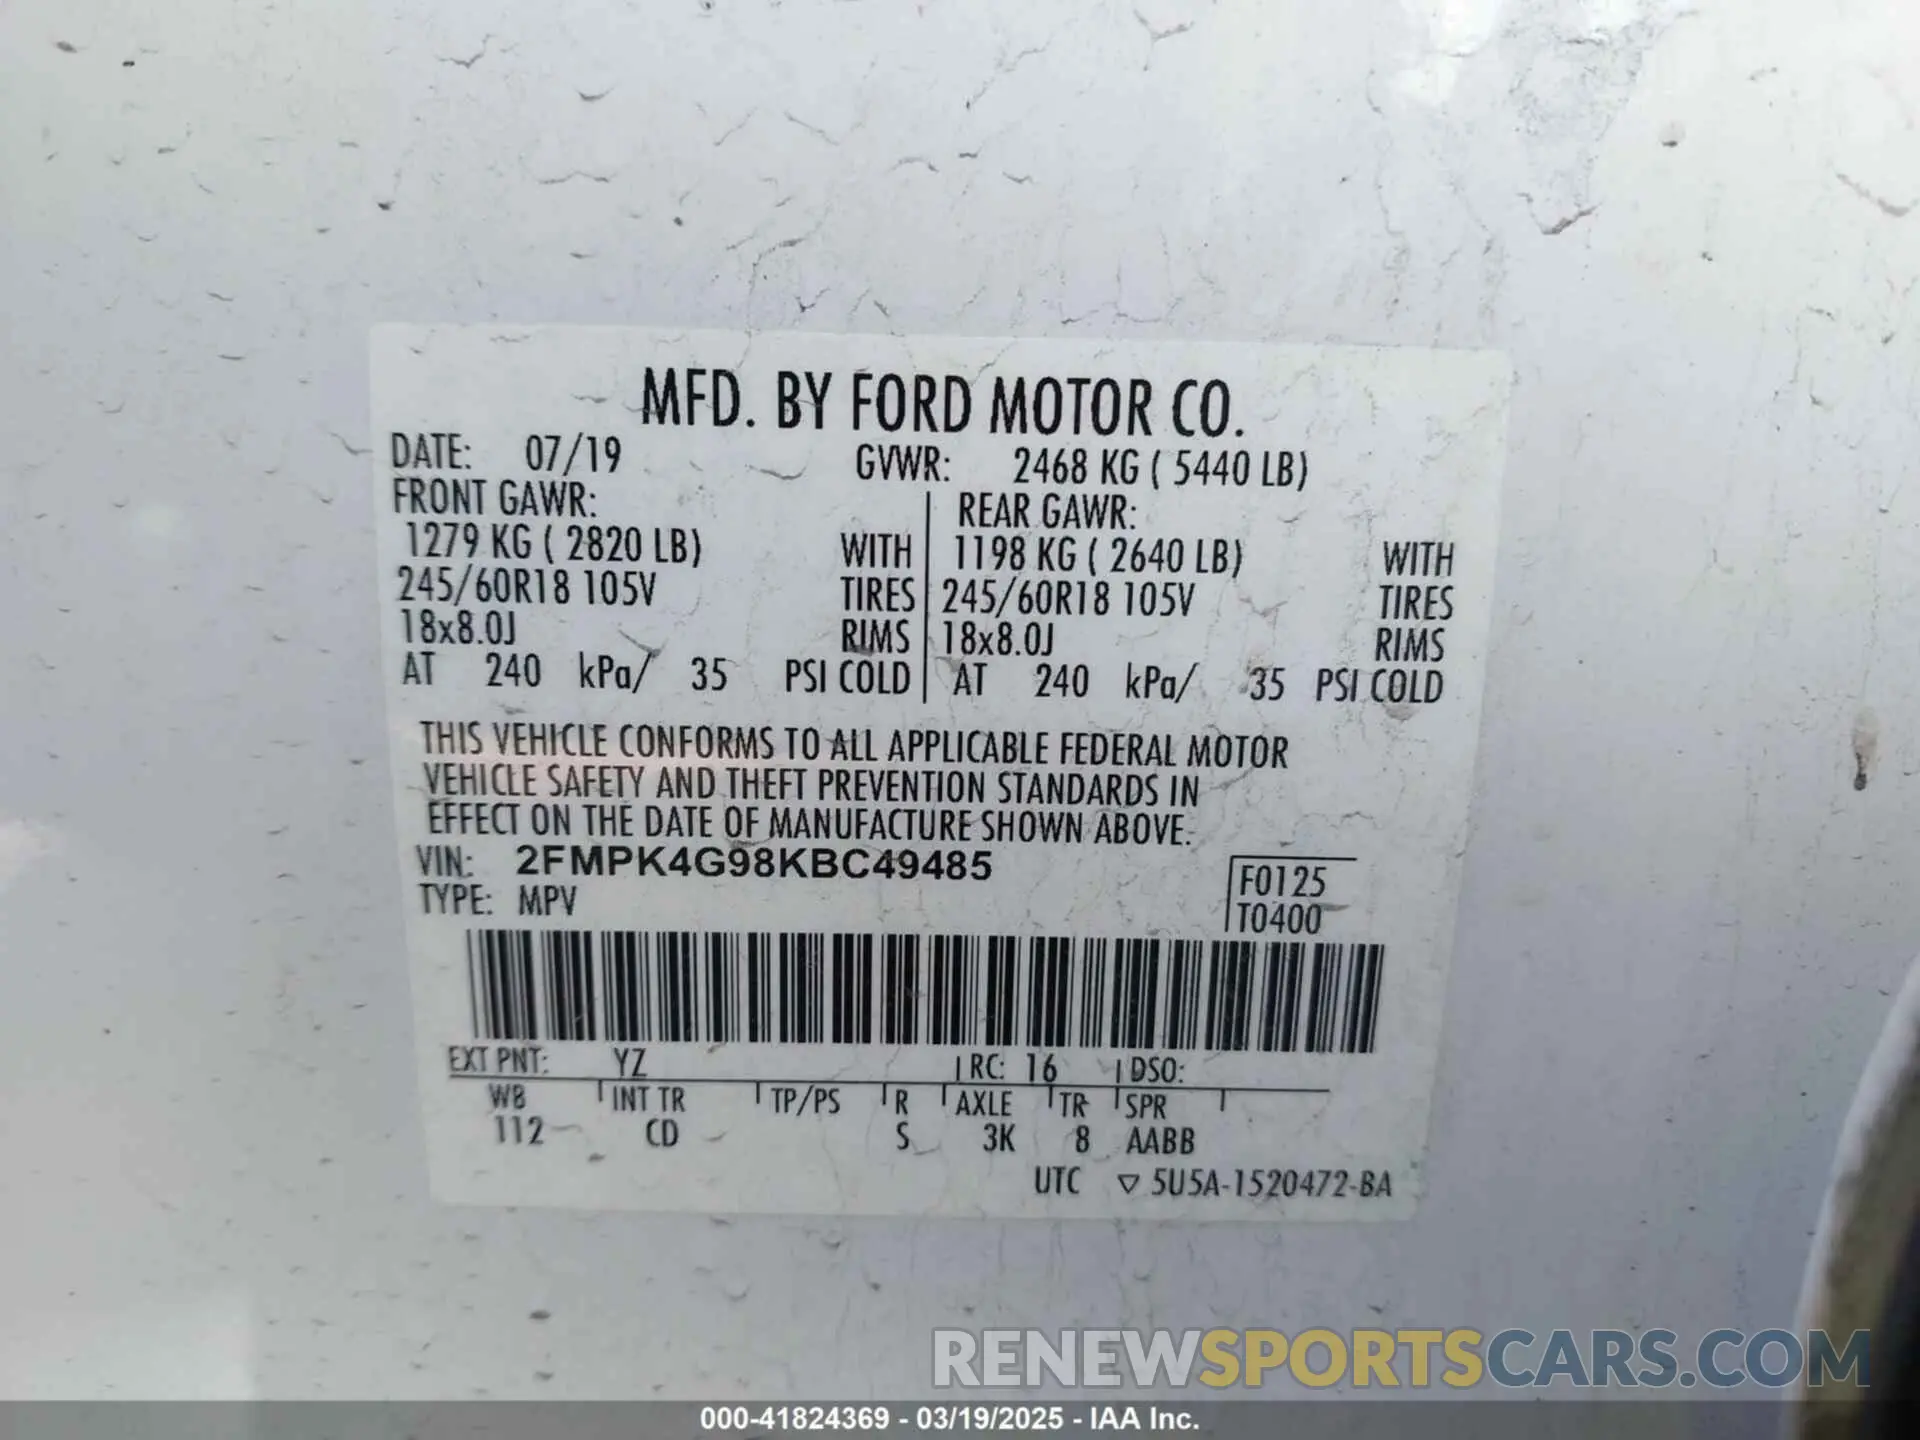 MFD. BY FORD MOTOR CO.
DATE: 07/19 GVWR: 2468 KG ( 5440 LB)
FRONT GAWR: REAR GAWR:
1279 KG ( 2820 LB) WITH 1198 KG ( 2640 LB) WITH
245/60R18 105V TIRES 245/60R18 105V TIRES
18x8.0J RIMS 18x8.0J RIMS
AT 240 kPa/ 35 PSI COLD AT 240 kPa/ 35 PSI COLD
THIS VEHICLE CONFORMS TO ALL APPLICABLE FEDERAL MOTOR
VEHICLE SAFETY AND THEFT PREVENTION STANDARDS IN
EFFECT ON THE DATE OF MANUFACTURE SHOWN ABOVE.
VIN: 2FMPK4G98KBC49485
TYPE: MPV
F0125
T0400
EXT PNT: YZ RC: 16 DSO:
WB INT TR TP/PS R AXLE TR SPR
112 CD S 3K 8 AABB
UTC ▽ 5U5A-1520472-BA
RENEWSPORTSCARS.COM
000-41824369 - 03/19/2025 - IAA Inc.